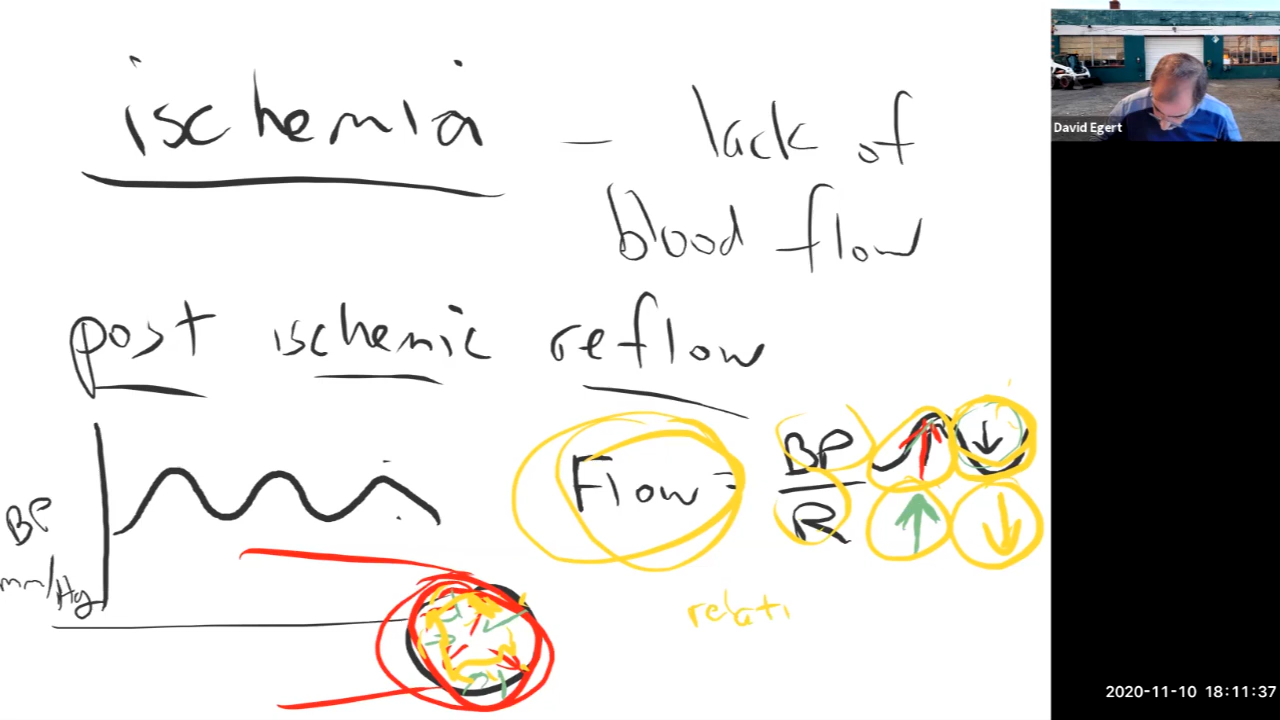 ischemia - lack of
blood flow
post ischemic reflow
Flow = BP
R
BP
mm/Hg
relati
David Egert
2020-11-10 18:11:37